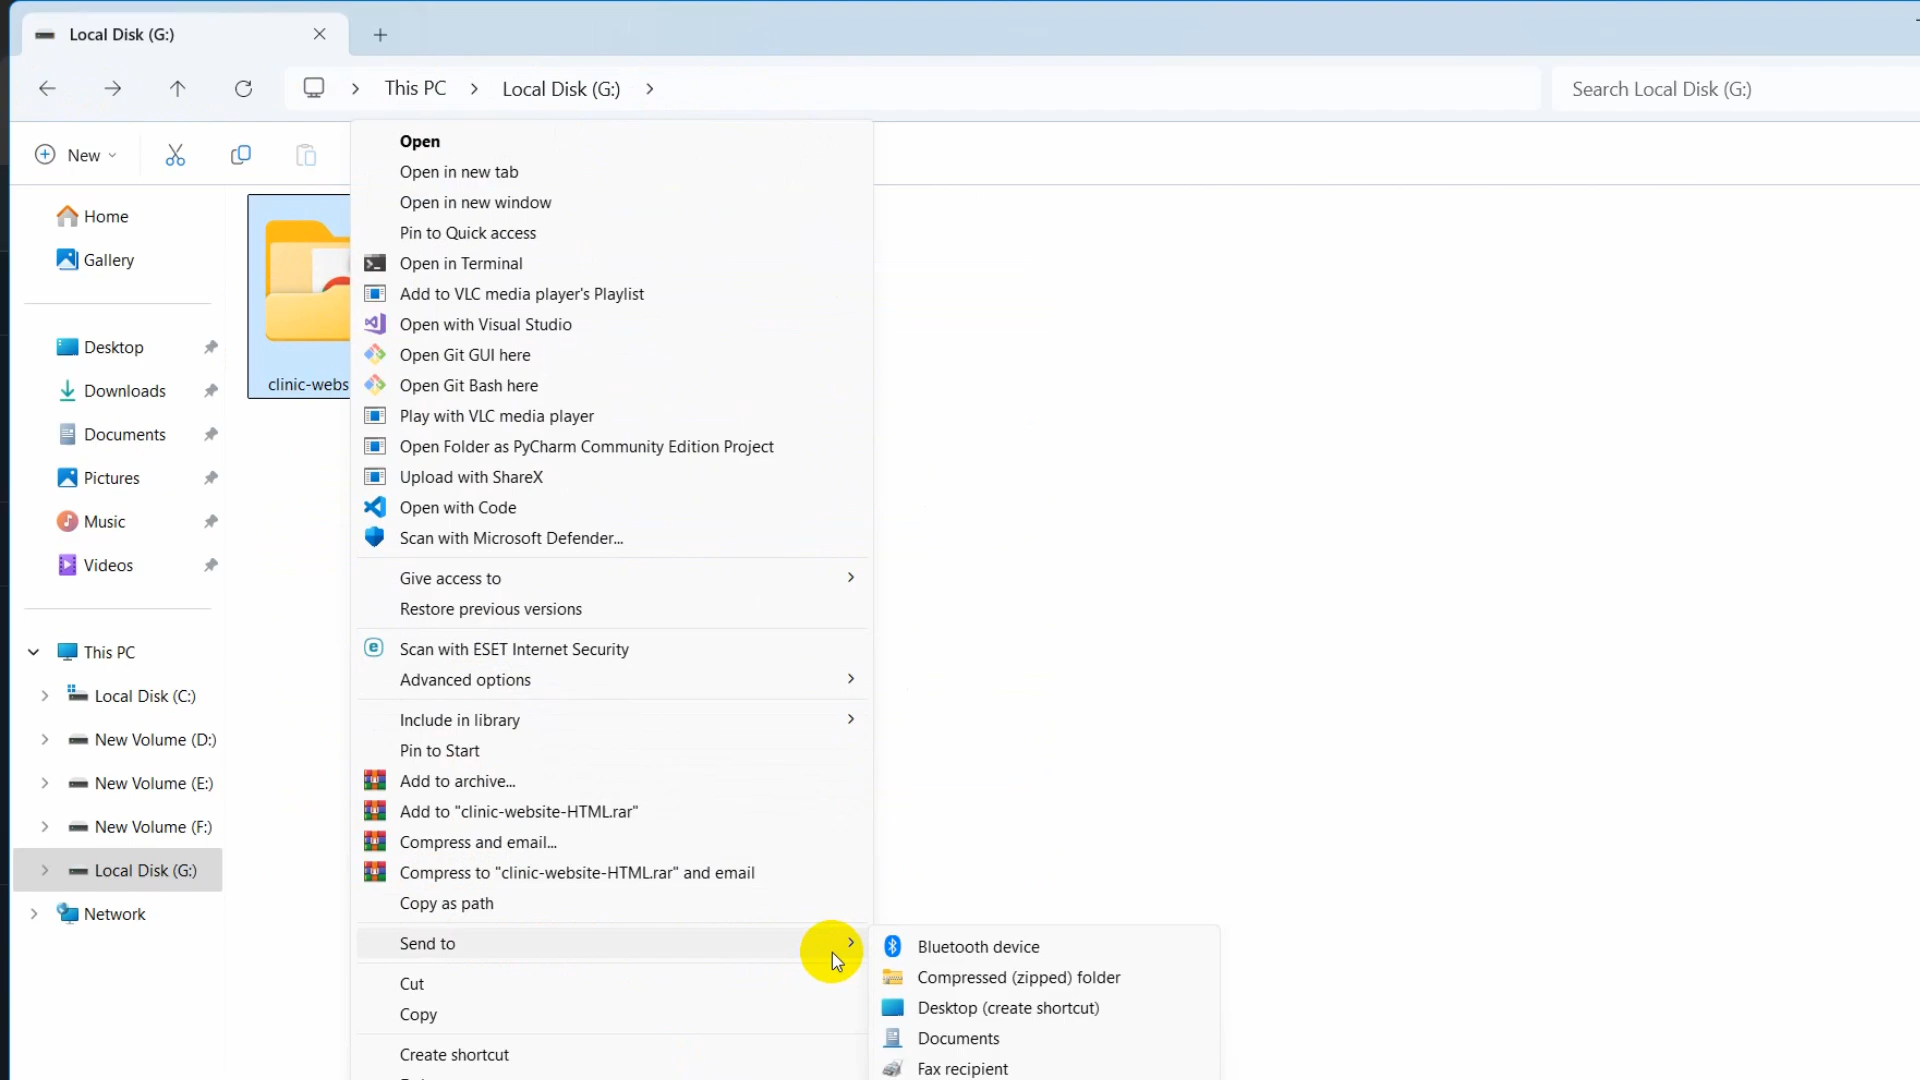 Local Disk (G:)
This PC
Local Disk (G:)
Search Local Disk (G:)
New
Home
Gallery
Desktop
Downloads
Documents
Pictures
Music
Videos
This PC
Local Disk (C:)
New Volume (D:)
New Volume (E:)
New Volume (F:)
Local Disk (G:)
Network
clinic-webs
Open
Open in new tab
Open in new window
Pin to Quick access
Open in Terminal
Add to VLC media player's Playlist
Open with Visual Studio
Open Git GUI here
Open Git Bash here
Play with VLC media player
Open Folder as PyCharm Community Edition Project
Upload with ShareX
Open with Code
Scan with Microsoft Defender...
Give access to
Restore previous versions
Scan with ESET Internet Security
Advanced options
Include in library
Pin to Start
Add to archive...
Add to "clinic-website-HTML.rar"
Compress and email...
Compress to "clinic-website-HTML.rar" and email
Copy as path
Send to
Cut
Copy
Create shortcut
Bluetooth device
Compressed (zipped) folder
Desktop (create shortcut)
Documents
Fax recipient